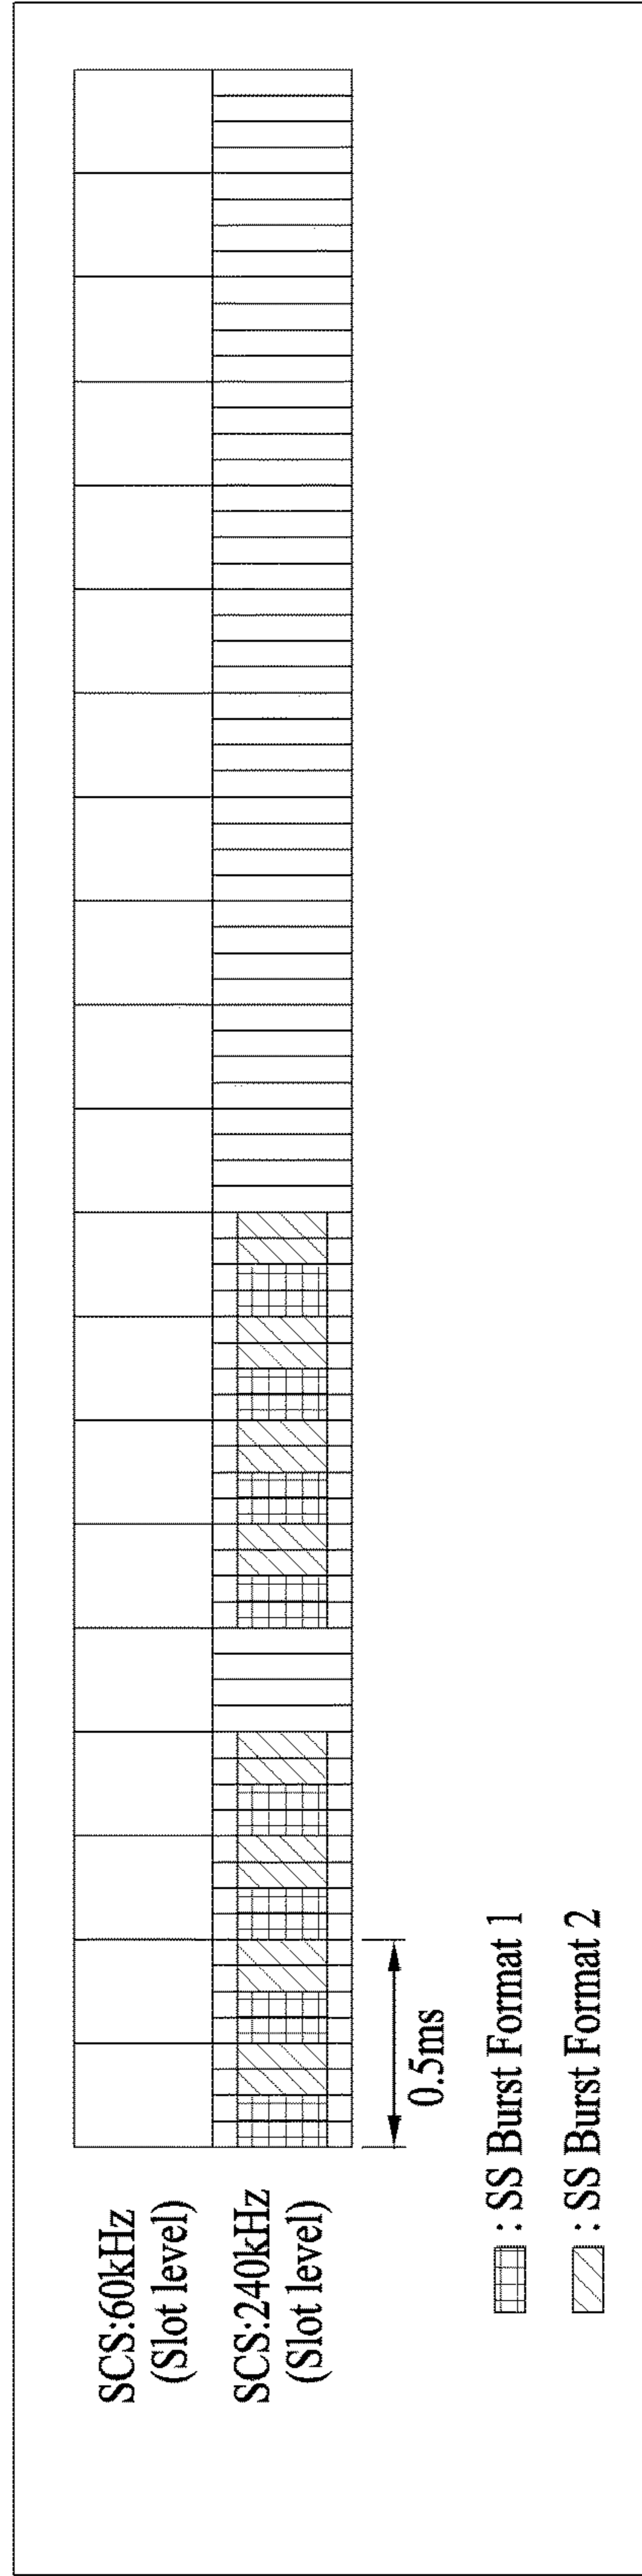 SCS:60kHz
(Slot level)
SCS:240kHz
(Slot level)
0.5ms
: SS Burst Format 1
: SS Burst Format 2